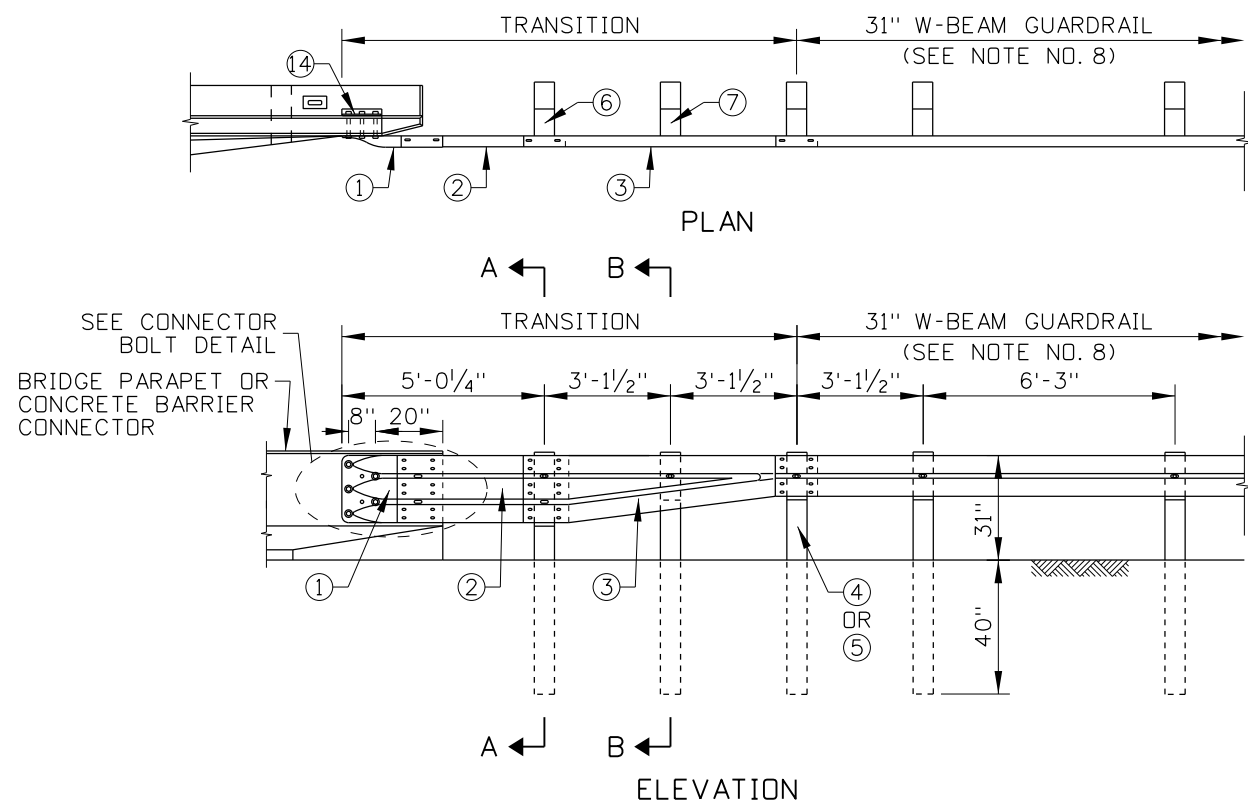 TRANSITION
31" W-BEAM GUARDRAIL
(SEE NOTE NO. 8)
14
6
7
1
2
3
PLAN
A
B
SEE CONNECTOR
BOLT DETAIL
TRANSITION
31" W-BEAM GUARDRAIL
(SEE NOTE NO. 8)
BRIDGE PARAPET OR
CONCRETE BARRIER
CONNECTOR
5'-0¼"
3'-1½"
3'-1½"
3'-1½"
6'-3"
8"
20"
31"
1
2
3
4
OR
5
40"
A
B
ELEVATION